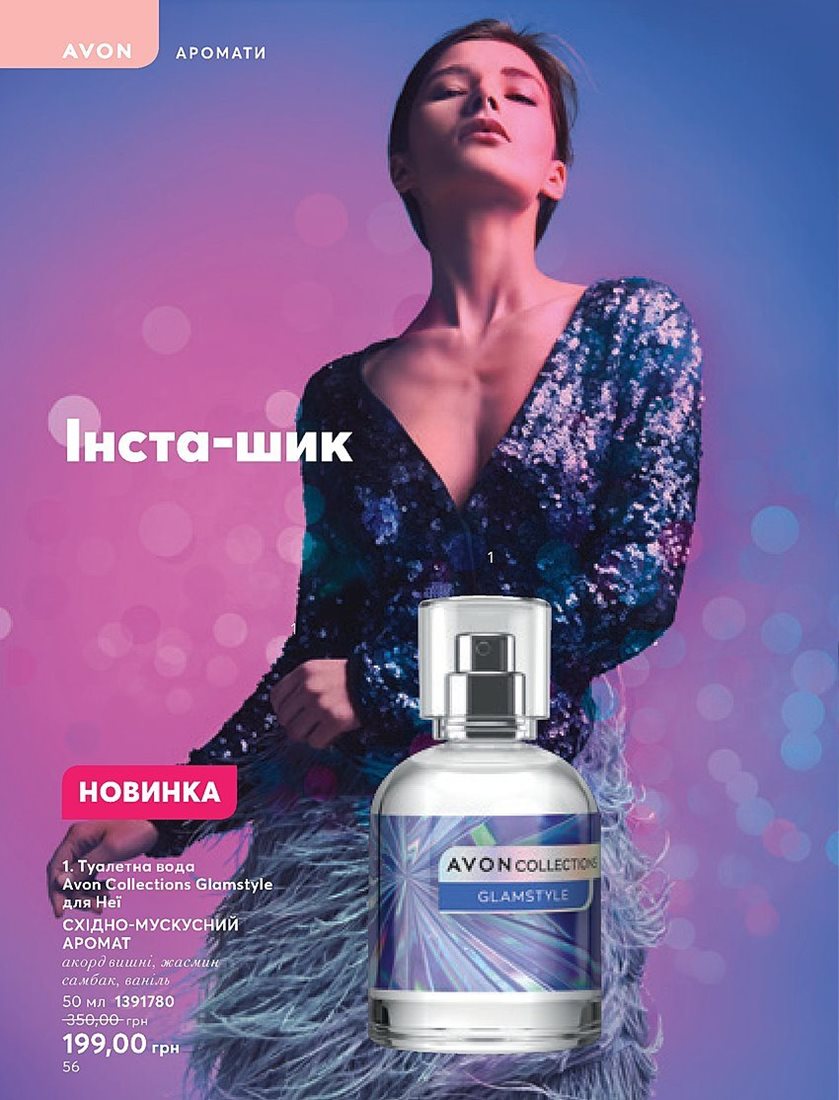 AVON
АРОМАТИ
Інста-шик
1
НОВИНКА
1. Туалетна вода
Avon Collections Glamstyle
для Неї
СХІДНО-МУСКУСНИЙ
АРОМАТ
акорд вишні, жасмин
самбак, ваніль
50 мл 1391780
350,00 грн
199,00 грн
56
AVON COLLECTIONS
GLAMSTYLE